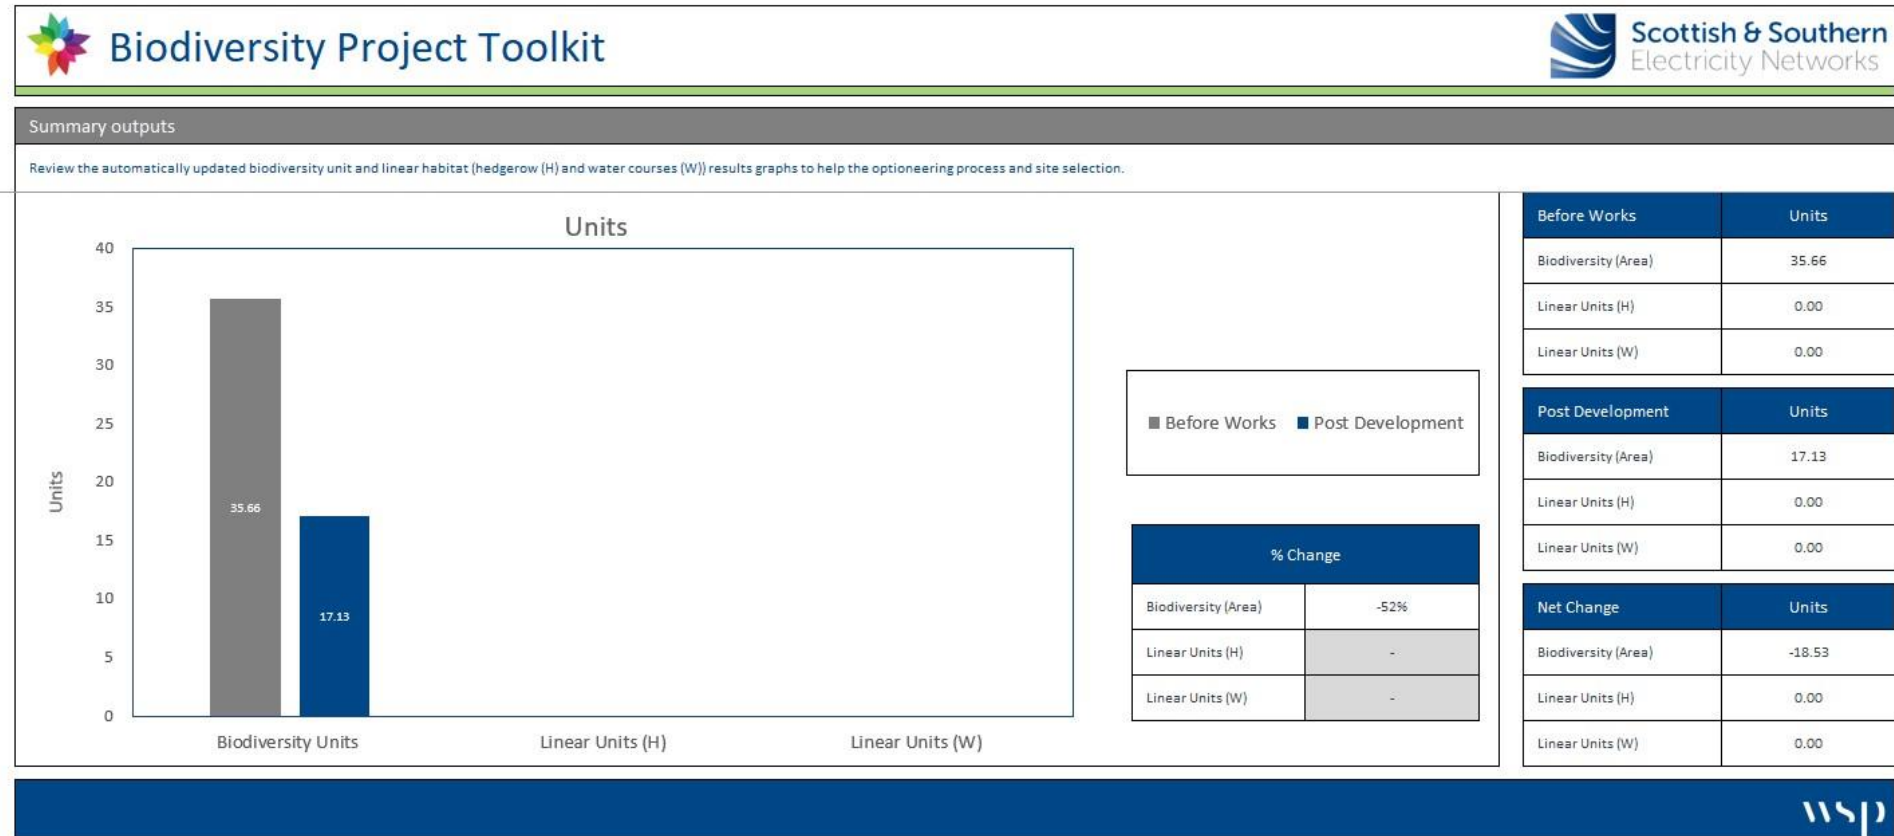 Biodiversity Project Toolkit
Scottish & Southern
Electricity Networks
Summary outputs
Review the automatically updated biodiversity unit and linear habitat (hedgerow (H) and water courses (W)) results graphs to help the optioneering process and site selection.
Units
40
35
30
25
20
15
10
5
0
Units
35.66
17.13
Biodiversity Units
Linear Units (H)
Linear Units (W)
Before Works Post Development
% Change
Biodiversity (Area) -52%
Linear Units (H) -
Linear Units (W) -
Before Works Units
Biodiversity (Area) 35.66
Linear Units (H) 0.00
Linear Units (W) 0.00
Post Development Units
Biodiversity (Area) 17.13
Linear Units (H) 0.00
Linear Units (W) 0.00
Net Change Units
Biodiversity (Area) -18.53
Linear Units (H) 0.00
Linear Units (W) 0.00
wsp